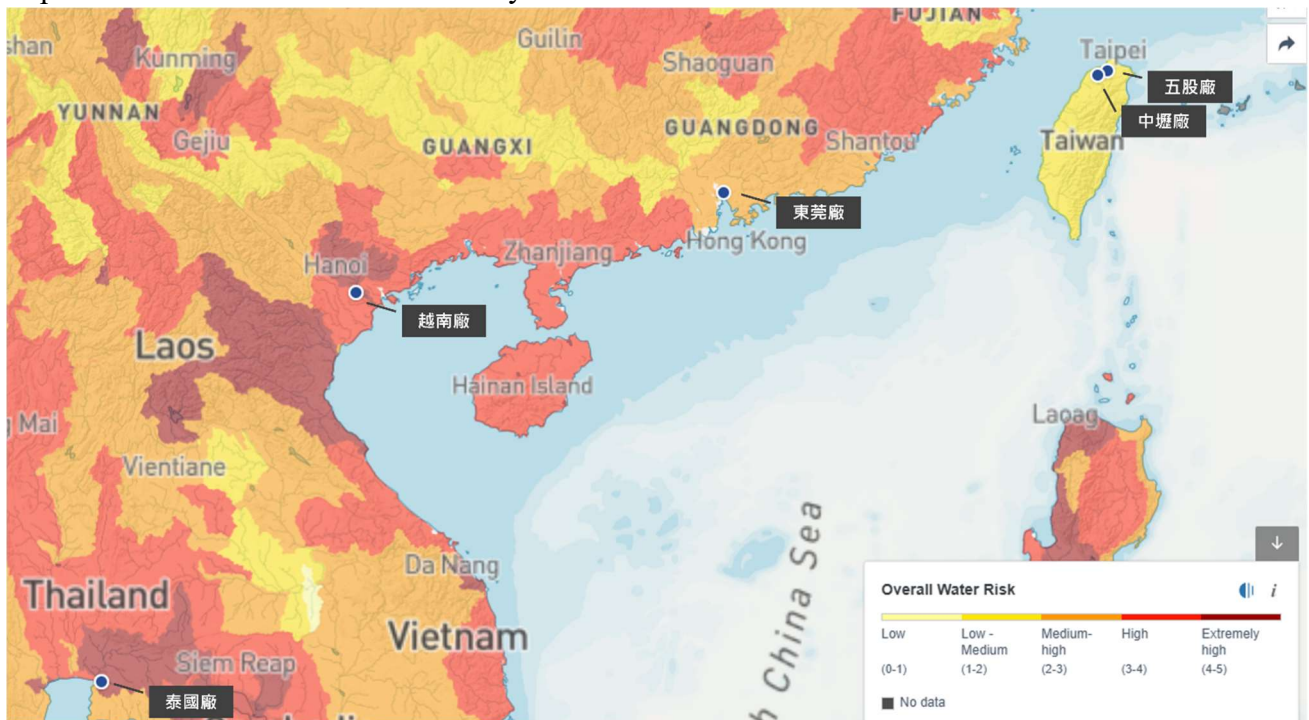 shan
Kunming
Guilin
FUJIAN
Shaoguan
Taipei
五股廠
中壢廠
YUNNAN
Gejiu
GUANGXI
GUANGDONG
Shantou
Taiwan
東莞廠
Hanoi
Zhanjiang
Hong Kong
越南廠
Laos
Hainan Island
Mai
Laoag
Vientiane
Da Nang
China Sea
Thailand
Vietnam
Siem Reap
泰國廠
Overall Water Risk
Low Low - Medium Medium-high High Extremely high
(0-1) (1-2) (2-3) (3-4) (4-5)
No data